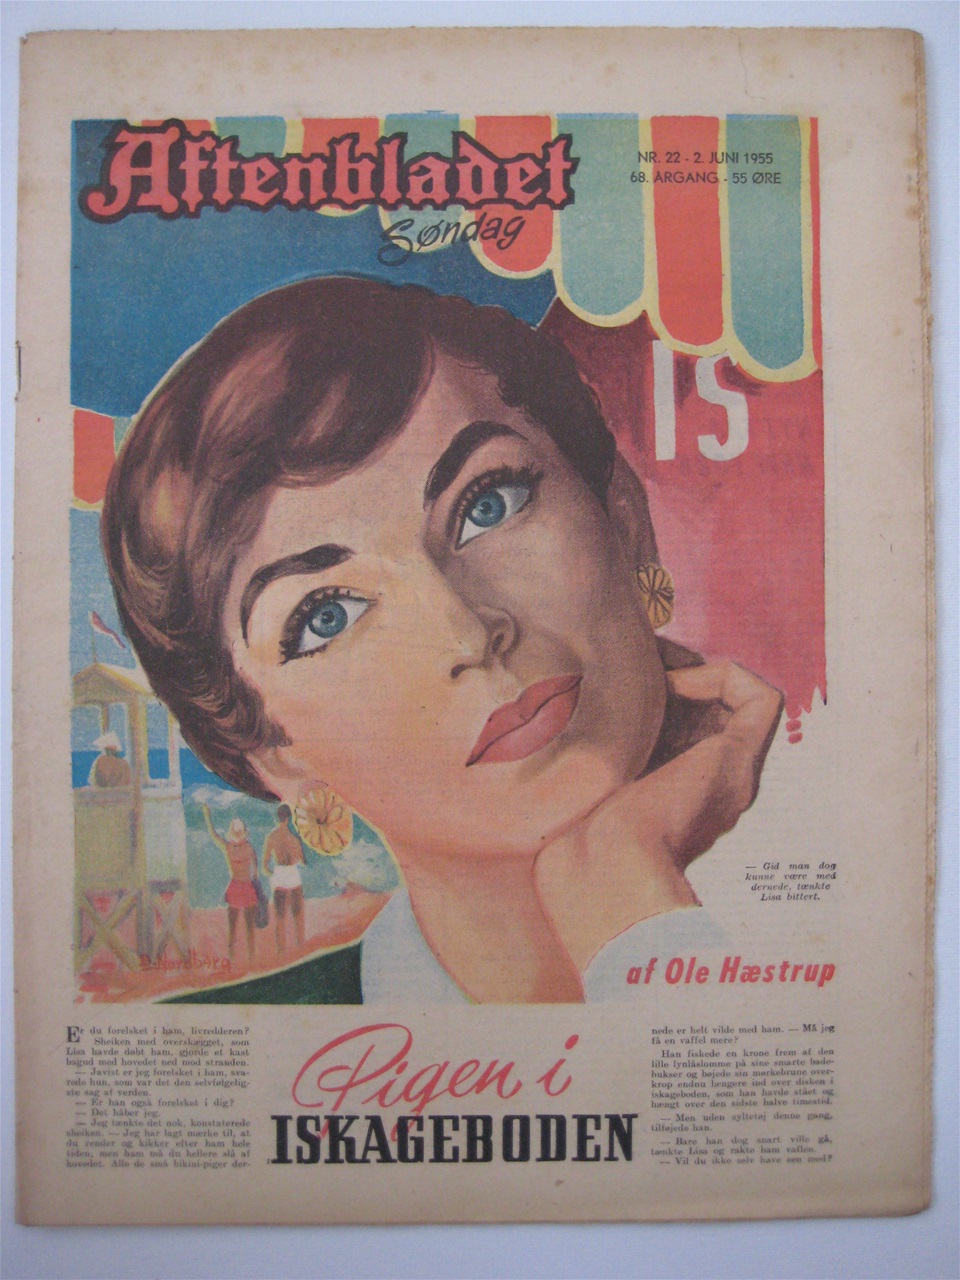 Aftenbladet
Søndag
NR. 22 - 2. JUNI 1955
68. ÅRGANG - 55 ØRE
IS
— Gid man dog
kunne være med
dernede, tænkte
Lisa bittert.
af Ole Hæstrup
Pigen i
ISKAGEBODEN
Er du forelsket i ham, livredderen?
Sheiken med overskægget, som
Lisa havde døbt ham, gjorde et kast
bagud med hovedet ned mod stranden.
— Javist er jeg forelsket i ham, sva-
rede hun, som var det den selvfølgelig-
ste sag af verden.
— Er han også forelsket i dig?
— Det håber jeg.
— Jeg tænkte det nok, konstaterede
sheiken. — Jeg har lagt mærke til, at
du vender og kikker efter ham hele
tiden, men ham må du hellere slå af
hovedet. Alle de små bikini-piger der-
nede er helt vilde med ham. — Må jeg
få en vaffel mere?
Han fiskede en krone frem af den
lille lynlåslomme på sine smarte bade-
bukser og bøjede sin mørkebrune over-
krop endnu længere ind over disken i
iskageboden, som han havde stået og
hængt over den sidste halve timestid.
— Men uden syltetøj denne gang,
tilføjede han.
— Bare han dog snart ville gå,
tænkte Lisa og rakte ham vaflen.
— Vil du ikke selv have een med?